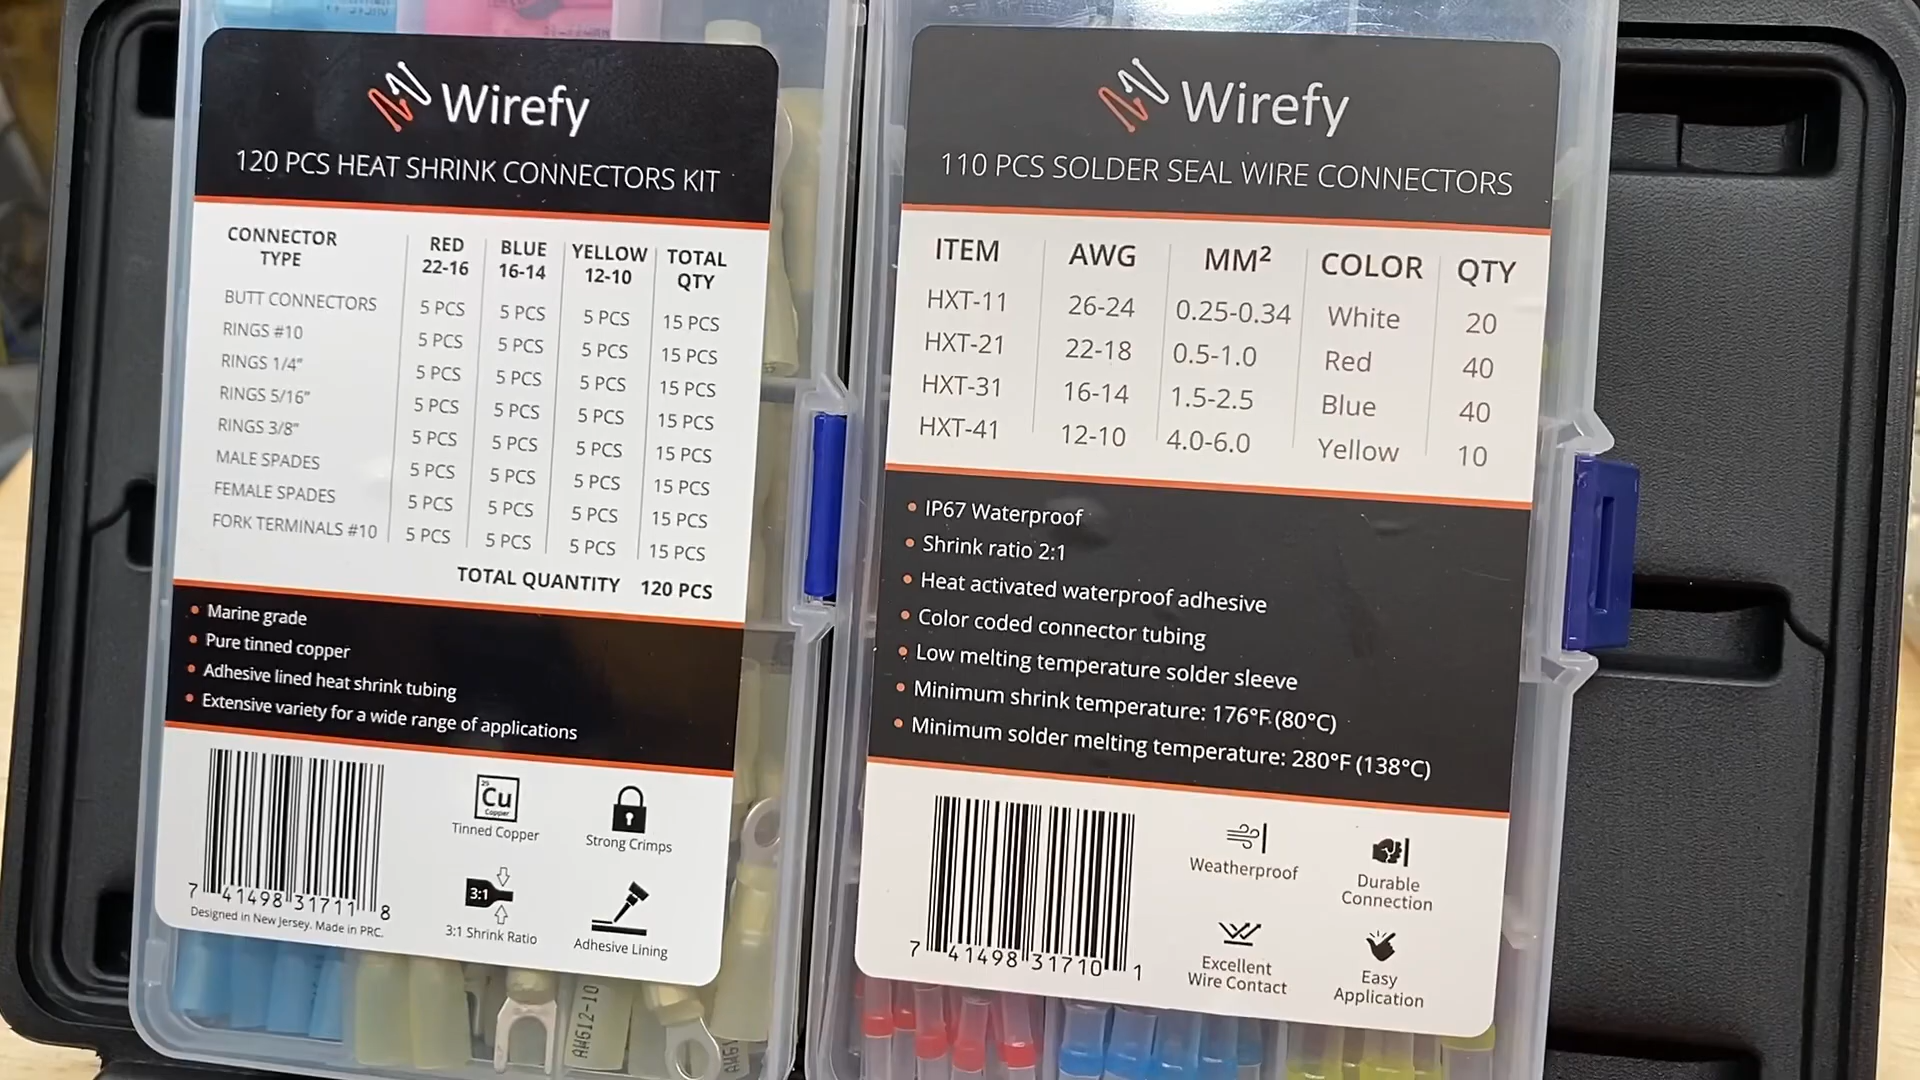 Wirefy
120 PCS HEAT SHRINK CONNECTORS KIT
CONNECTOR TYPE RED 22-16 BLUE 16-14 YELLOW 12-10 TOTAL QTY
BUTT CONNECTORS 5 PCS 5 PCS 5 PCS 15 PCS
RINGS #10 5 PCS 5 PCS 5 PCS 15 PCS
RINGS 1/4" 5 PCS 5 PCS 5 PCS 15 PCS
RINGS 5/16" 5 PCS 5 PCS 5 PCS 15 PCS
RINGS 3/8" 5 PCS 5 PCS 5 PCS 15 PCS
MALE SPADES 5 PCS 5 PCS 5 PCS 15 PCS
FEMALE SPADES 5 PCS 5 PCS 5 PCS 15 PCS
FORK TERMINALS #10 5 PCS 5 PCS 5 PCS 15 PCS
TOTAL QUANTITY 120 PCS
• Marine grade
• Pure tinned copper
• Adhesive lined heat shrink tubing
• Extensive variety for a wide range of applications
7 41498 31711 8
Designed in New Jersey. Made in PRC.
29
Cu
Copper
Tinned Copper
Strong Crimps
3:1
3:1 Shrink Ratio
Adhesive Lining
AWG12-10
Wirefy
110 PCS SOLDER SEAL WIRE CONNECTORS
ITEM AWG MM² COLOR QTY
HXT-11 26-24 0.25-0.34 White 20
HXT-21 22-18 0.5-1.0 Red 40
HXT-31 16-14 1.5-2.5 Blue 40
HXT-41 12-10 4.0-6.0 Yellow 10
• IP67 Waterproof
• Shrink ratio 2:1
• Heat activated waterproof adhesive
• Color coded connector tubing
• Low melting temperature solder sleeve
• Minimum shrink temperature: 176°F (80°C)
• Minimum solder melting temperature: 280°F (138°C)
7 41498 31710 1
Weatherproof
Durable
Connection
Excellent
Wire Contact
Easy
Application